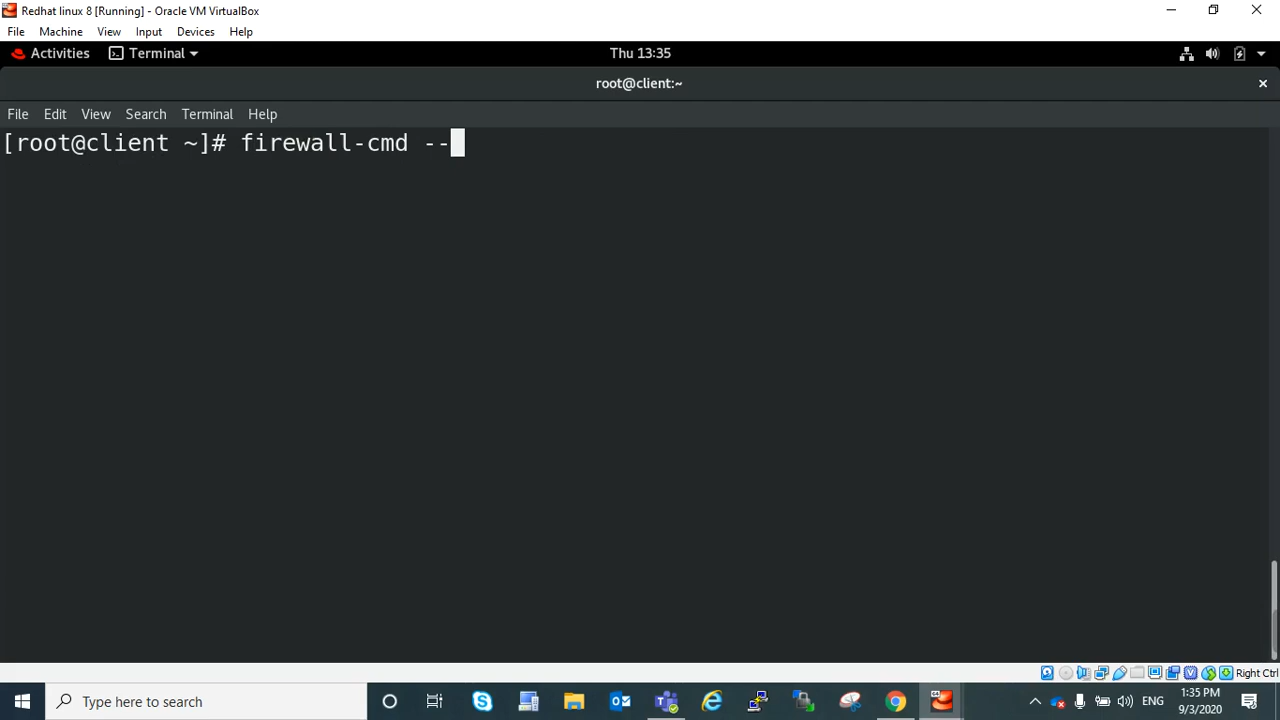 Redhat linux 8 [Running] - Oracle VM VirtualBox
File Machine View Input Devices Help
Activities Terminal Thu 13:35
root@client:~
File Edit View Search Terminal Help
[root@client ~]# firewall-cmd --
Right Ctrl
Type here to search
ENG
1:35 PM
9/3/2020